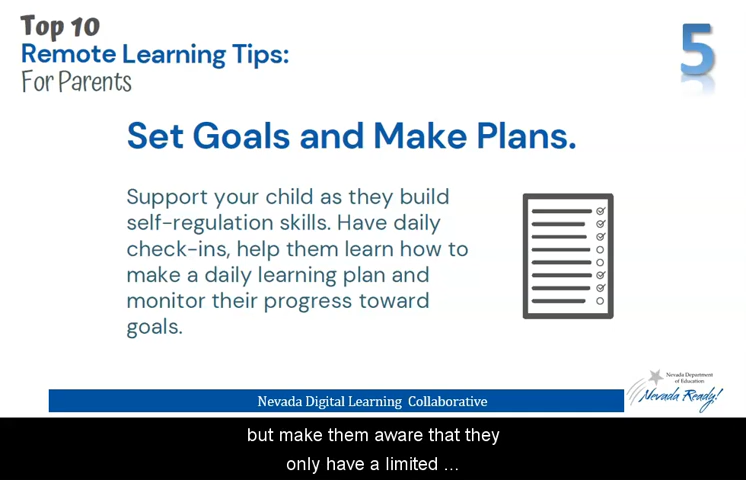 Top 10
Remote Learning Tips:
For Parents
5
Set Goals and Make Plans.
Support your child as they build
self-regulation skills. Have daily
check-ins, help them learn how to
make a daily learning plan and
monitor their progress toward
goals.
Nevada Digital Learning Collaborative
Nevada Department
of Education
Nevada Ready!
but make them aware that they
only have a limited ...